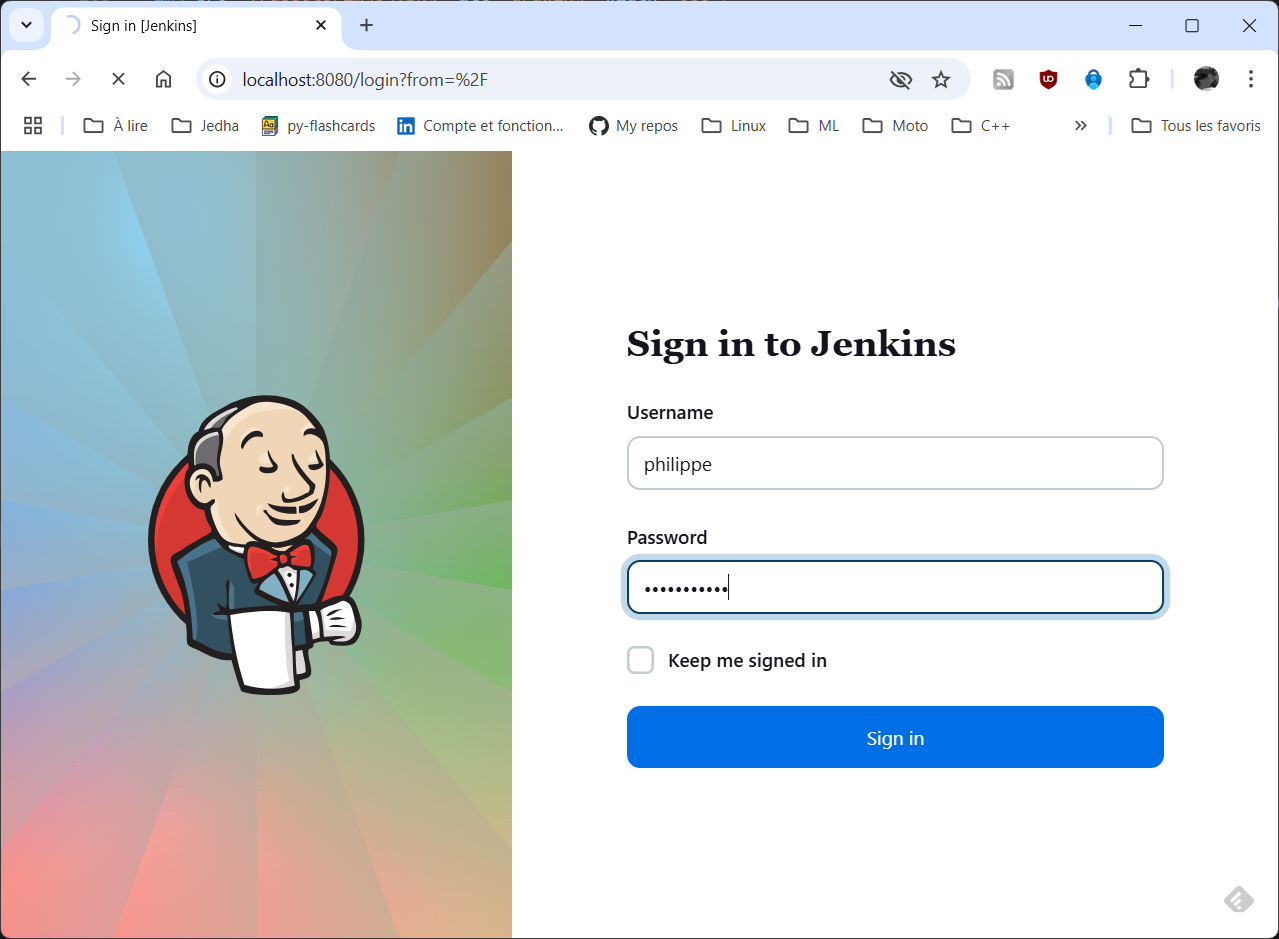 Sign in [Jenkins]
localhost:8080/login?from=%2F
À lire
Jedha
py-flashcards
Compte et fonction...
My repos
Linux
ML
Moto
C++
Tous les favoris
Sign in to Jenkins
Username
philippe
Password
•••••••••••
Keep me signed in
Sign in